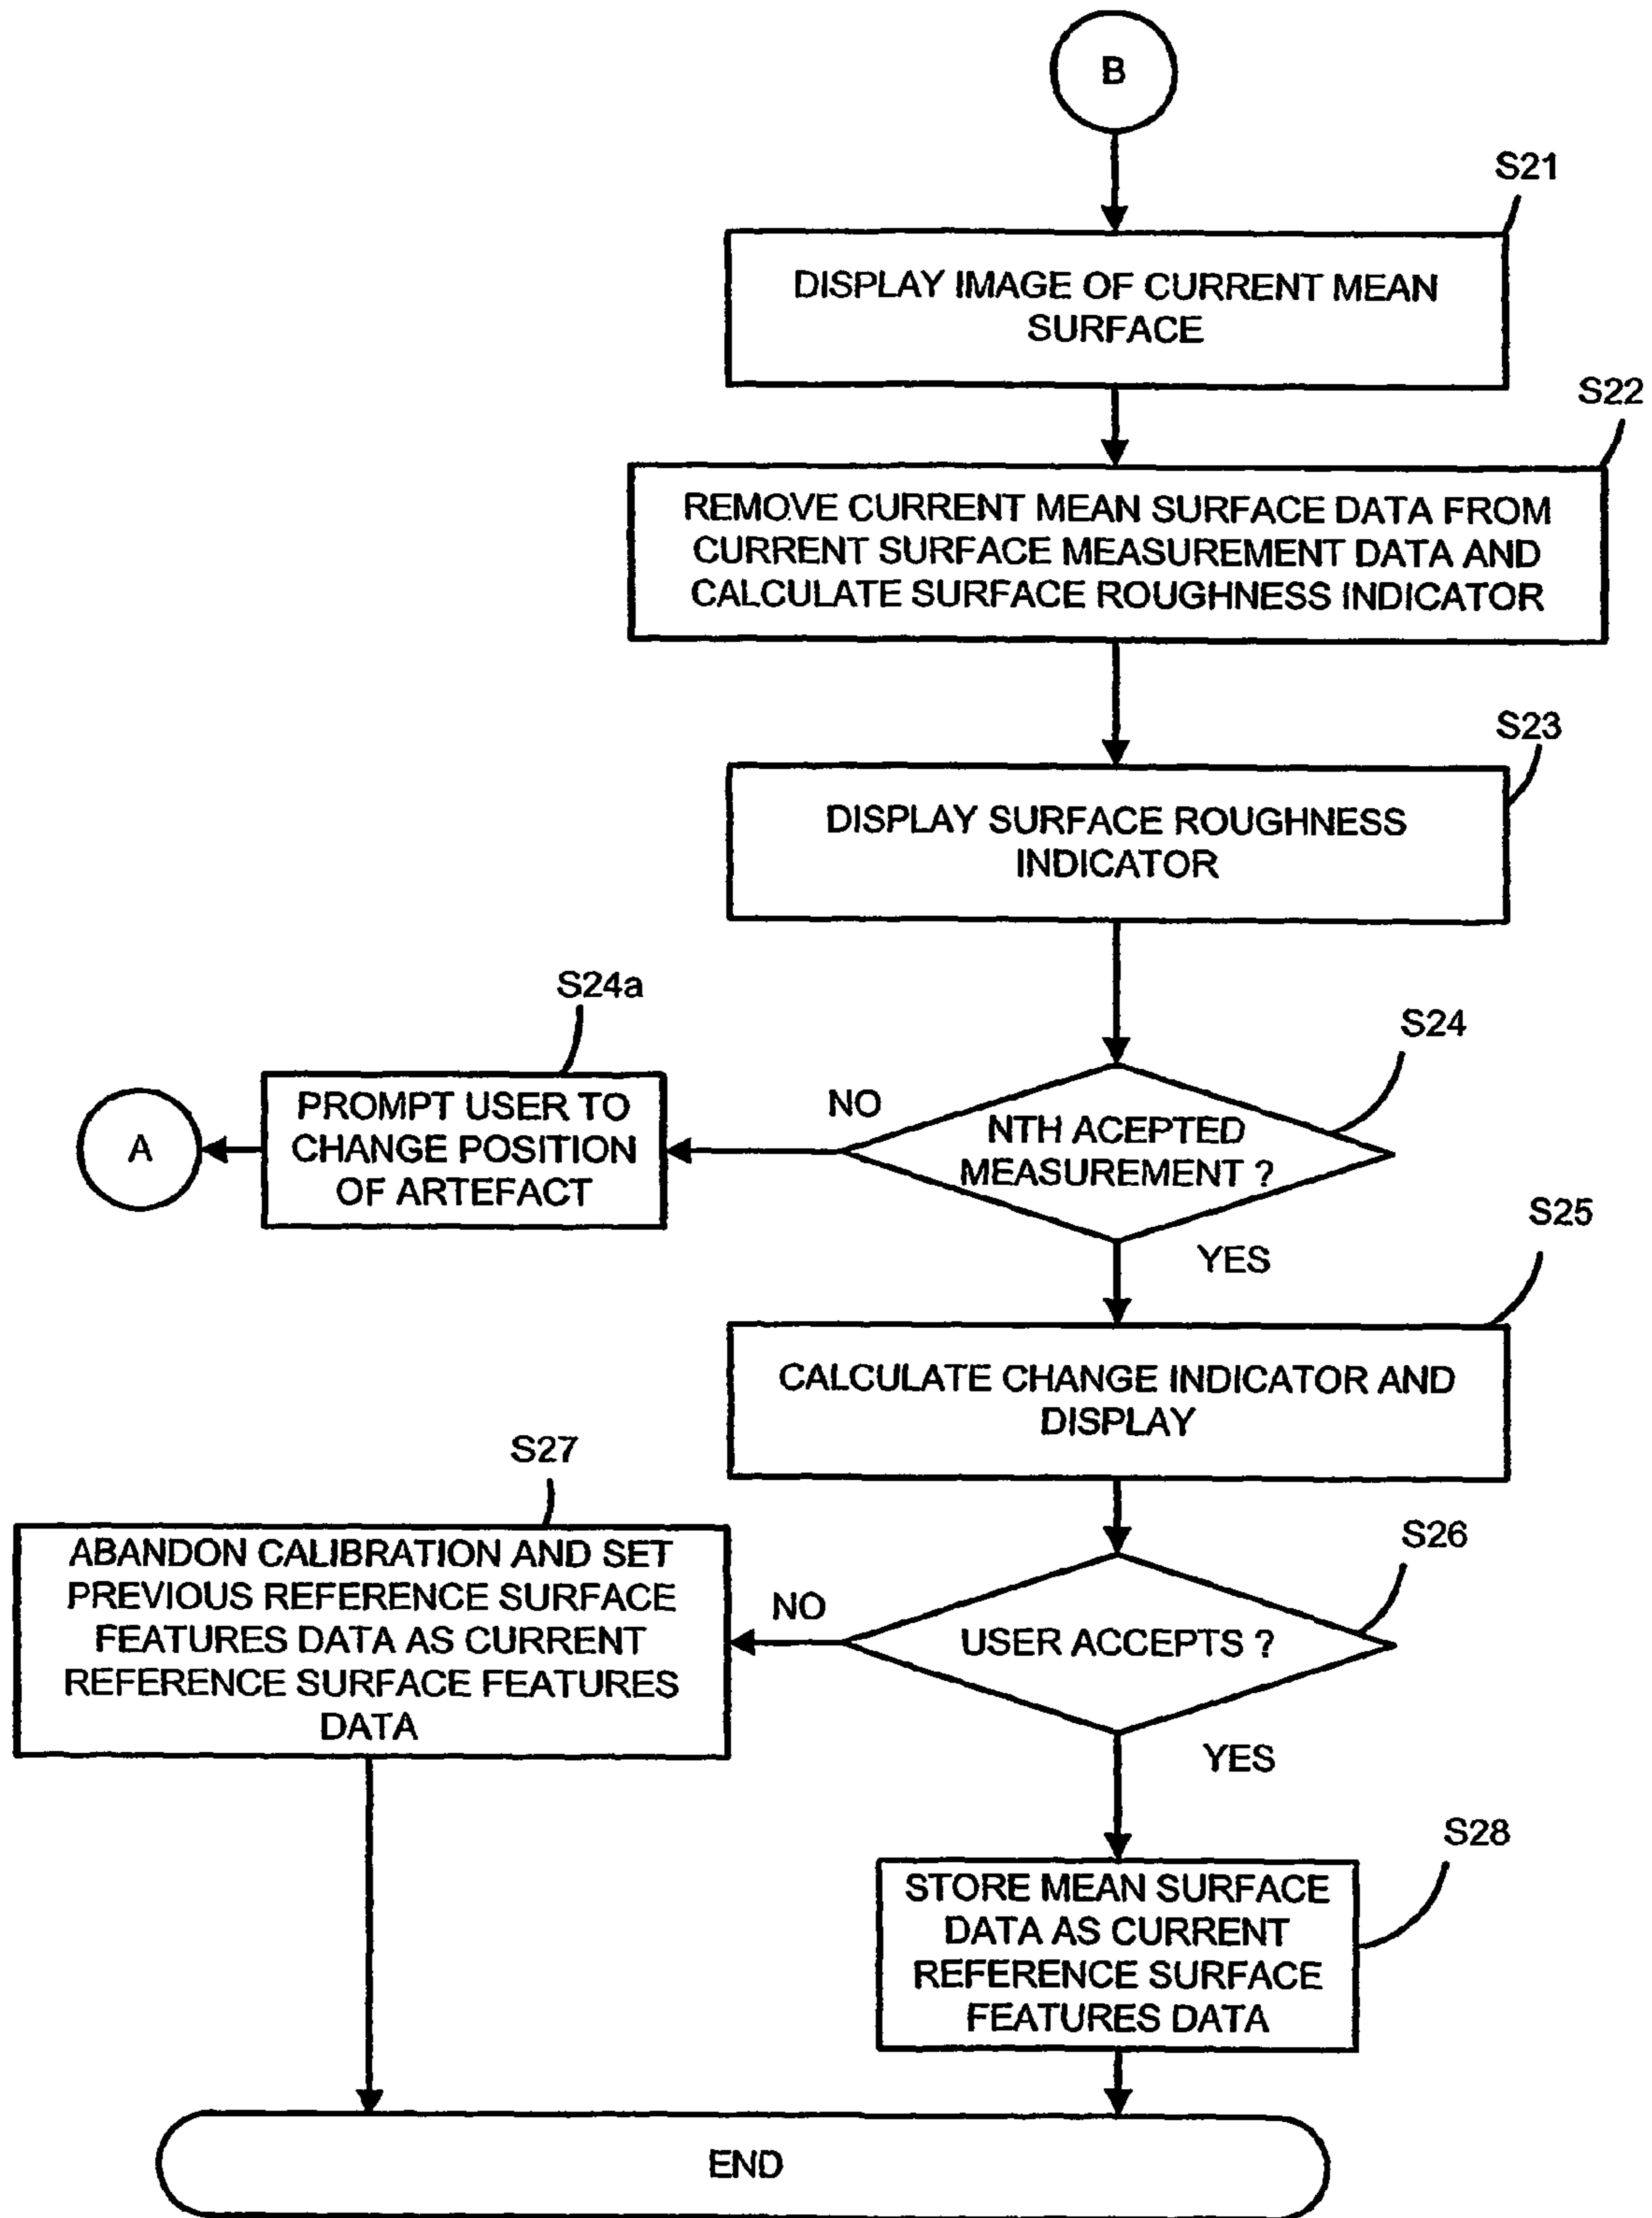 B
S21
DISPLAY IMAGE OF CURRENT MEAN
SURFACE
S22
REMOVE CURRENT MEAN SURFACE DATA FROM
CURRENT SURFACE MEASUREMENT DATA AND
CALCULATE SURFACE ROUGHNESS INDICATOR
S23
DISPLAY SURFACE ROUGHNESS
INDICATOR
S24a
S24
A
PROMPT USER TO
CHANGE POSITION
OF ARTEFACT
NO
NTH ACEPTED
MEASUREMENT ?
YES
S25
CALCULATE CHANGE INDICATOR AND
DISPLAY
S27
S26
ABANDON CALIBRATION AND SET
PREVIOUS REFERENCE SURFACE
FEATURES DATA AS CURRENT
REFERENCE SURFACE FEATURES
DATA
NO
USER ACCEPTS ?
YES
S28
STORE MEAN SURFACE
DATA AS CURRENT
REFERENCE SURFACE
FEATURES DATA
END